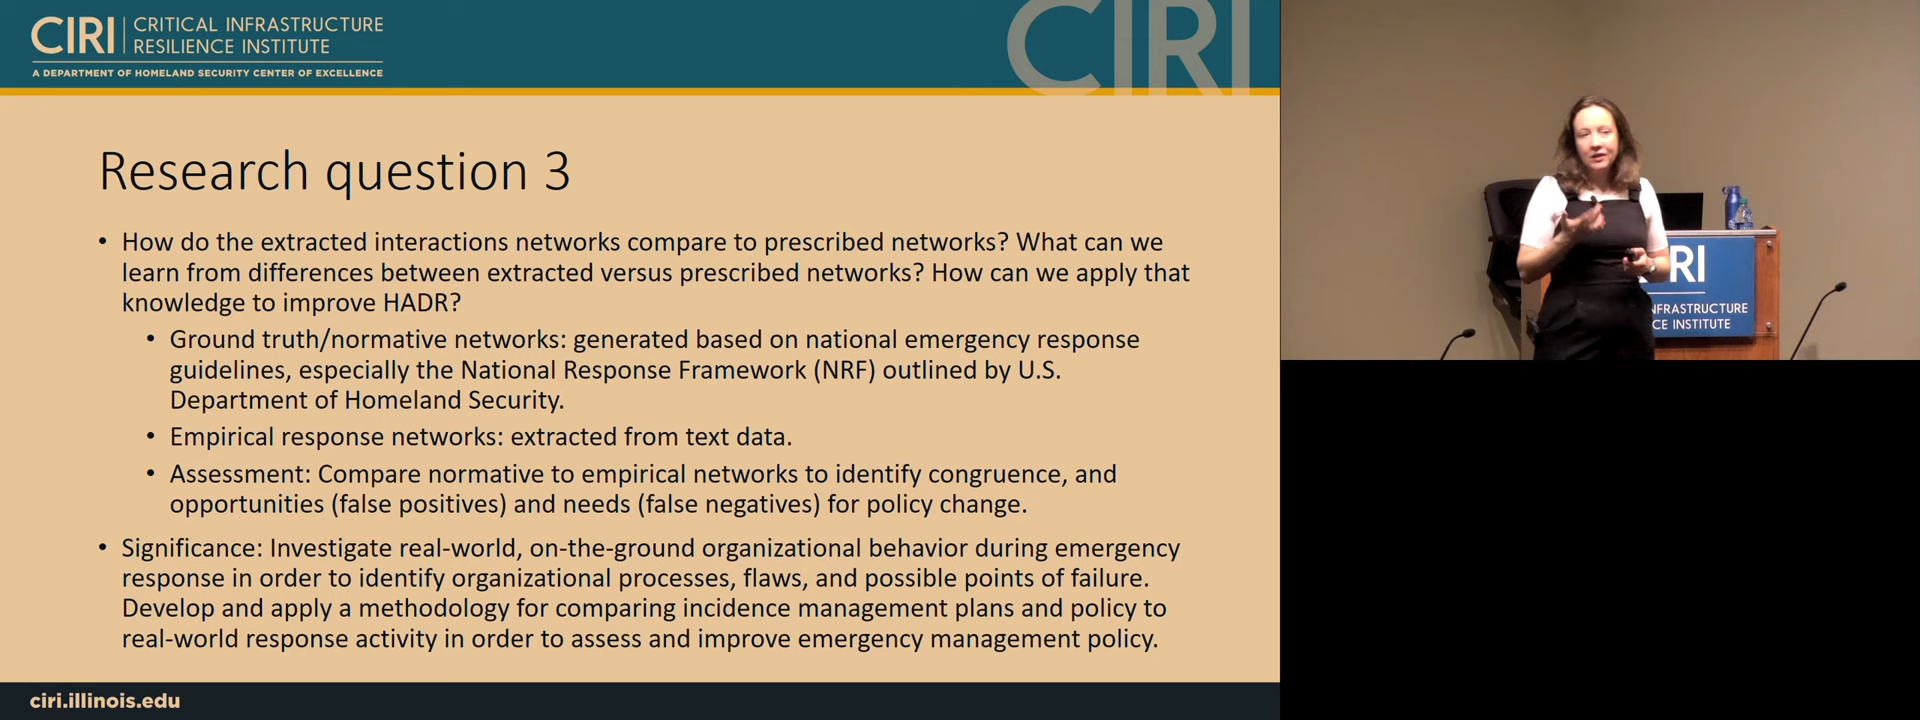 CIRI
CRITICAL INFRASTRUCTURE
RESILIENCE INSTITUTE
A DEPARTMENT OF HOMELAND SECURITY CENTER OF EXCELLENCE
CIRI
Research question 3
• How do the extracted interactions networks compare to prescribed networks? What can we
learn from differences between extracted versus prescribed networks? How can we apply that
knowledge to improve HADR?
• Ground truth/normative networks: generated based on national emergency response
guidelines, especially the National Response Framework (NRF) outlined by U.S.
Department of Homeland Security.
• Empirical response networks: extracted from text data.
• Assessment: Compare normative to empirical networks to identify congruence, and
opportunities (false positives) and needs (false negatives) for policy change.
• Significance: Investigate real-world, on-the-ground organizational behavior during emergency
response in order to identify organizational processes, flaws, and possible points of failure.
Develop and apply a methodology for comparing incidence management plans and policy to
real-world response activity in order to assess and improve emergency management policy.
ciri.illinois.edu
RI
NFRASTRUCTURE
CE INSTITUTE